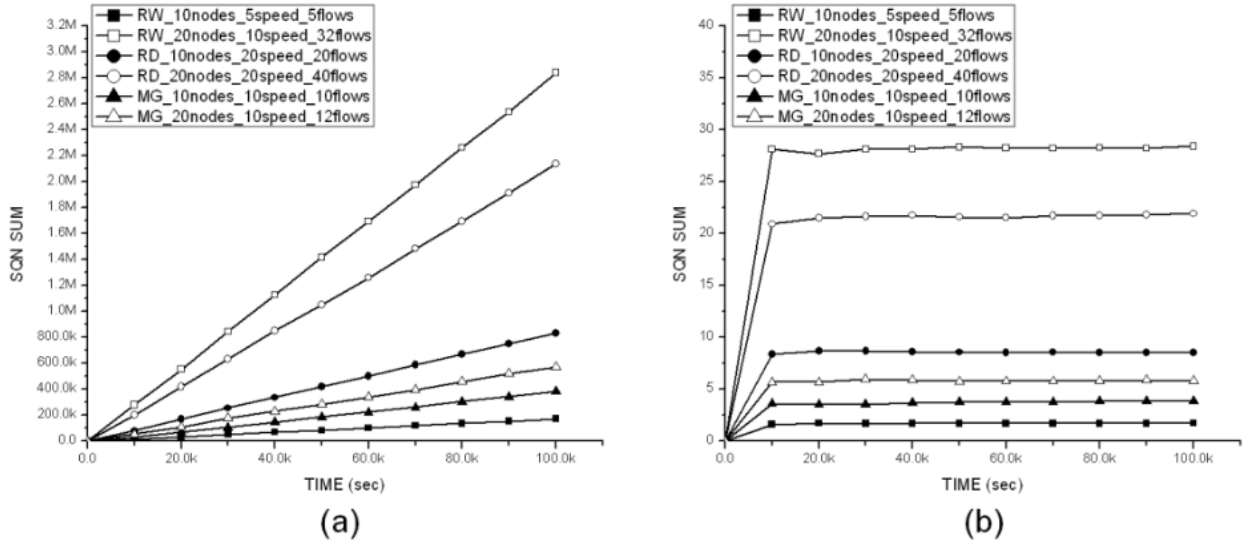 RW_10nodes_5speed_5flows
RW_20nodes_10speed_32flows
RD_10nodes_20speed_20flows
RD_20nodes_20speed_40flows
MG_10nodes_10speed_10flows
MG_20nodes_10speed_12flows
3.2M
3.0M
2.8M
2.6M
2.4M
2.2M
2.0M
1.8M
1.6M
1.4M
1.2M
1.0M
800.0k
600.0k
400.0k
200.0k
0.0
SQN SUM
0.0 20.0k 40.0k 60.0k 80.0k 100.0k
TIME (sec)
(a)
RW_10nodes_5speed_5flows
RW_20nodes_10speed_32flows
RD_10nodes_20speed_20flows
RD_20nodes_20speed_40flows
MG_10nodes_10speed_10flows
MG_20nodes_10speed_12flows
40
35
30
25
20
15
10
5
0
SQN SUM
0.0 20.0k 40.0k 60.0k 80.0k 100.0k
TIME (sec)
(b)